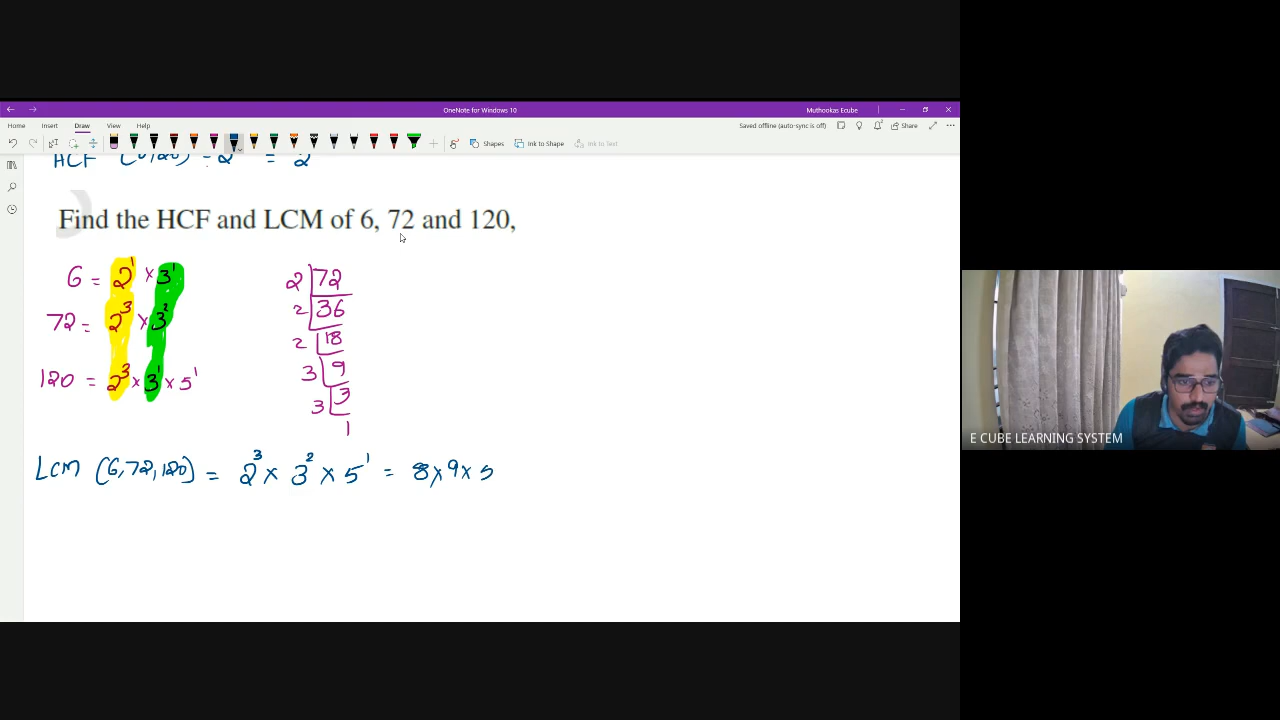 OneNote for Windows 10
Muthookas Ecube
Home Insert Draw View Help
Saved offline (auto-sync is off)
Share
Shapes
Ink to Shape
Ink to Text
= 2
Find the HCF and LCM of 6, 72 and 120,
6 = 2¹ × 3¹
72 = 2³ × 3²
120 = 2³ × 3¹ × 5¹
2 | 72
2 | 36
2 | 18
3 | 9
3 | 3
1
LCM (6, 72, 120) = 2³ × 3² × 5¹ = 8 × 9 × 5
E CUBE LEARNING SYSTEM